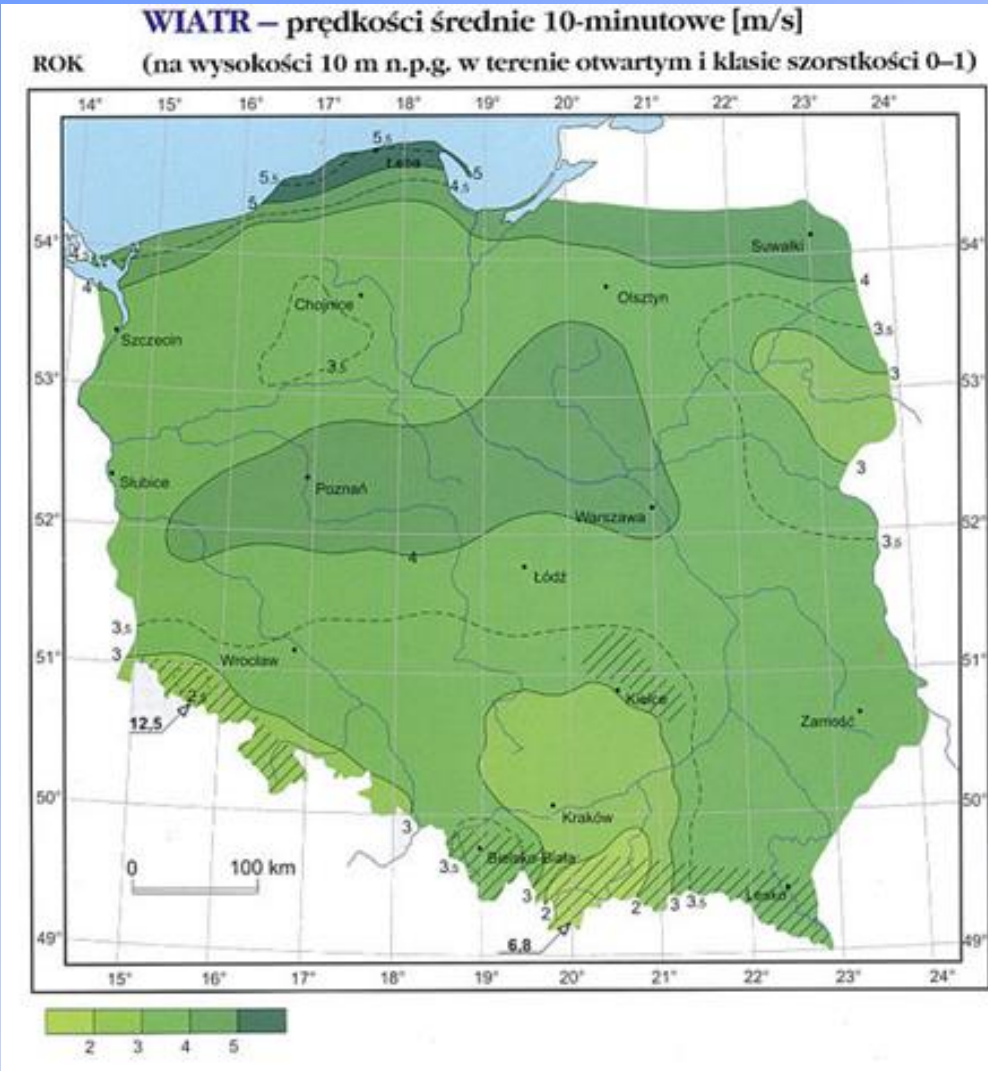 WIATR – prędkości średnie 10-minutowe [m/s]
ROK (na wysokości 10 m n.p.g. w terenie otwartym i klasie szorstkości 0–1)
14° 15° 16° 17° 18° 19° 20° 21° 22° 23° 24°
5,5
Łeba
5,5 5
4,5
5
54° 54°
Suwałki
4 4
Chojnice Olsztyn
Szczecin 3,5
3,5
53° 3 53°
3
Słubice Poznań
Warszawa
52° 52°
3,5
4
Łódź
3,5
3
51° Wrocław 51°
2,5
12,5
Kielce
Zamość
50° 50°
Kraków
3
Bielsko-Biała
0 100 km
3,5
Lesko
3 2 2 3 3,5
6,8
49° 49°
15° 16° 17° 18° 19° 20° 21° 22° 23° 24°
2 3 4 5